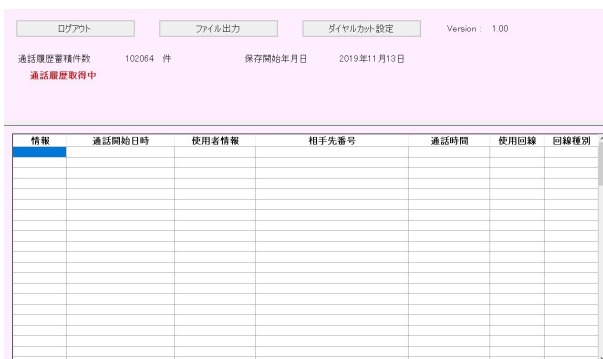 ログアウト ファイル出力 ダイヤルカット設定 Version : 1.00
通話履歴蓄積件数 102064 件 保存開始年月日 2019年11月13日
通話履歴取得中
情報 通話開始日時 使用者情報 相手先番号 通話時間 使用回線 回線種別